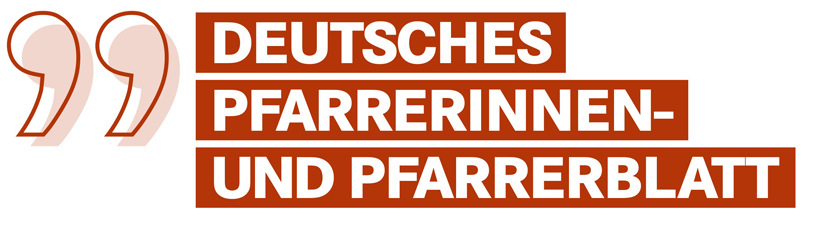 DEUTSCHES
PFARRERINNEN-
UND PFARRERBLATT